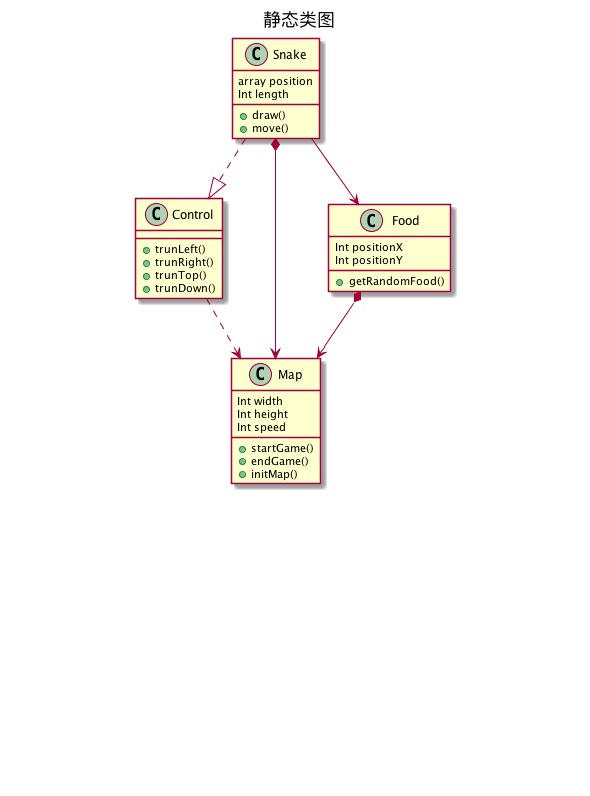 静态类图
C Snake
array position
Int length
draw()
move()
C Control
trunLeft()
trunRight()
trunTop()
trunDown()
C Food
Int positionX
Int positionY
getRandomFood()
C Map
Int width
Int height
Int speed
startGame()
endGame()
initMap()